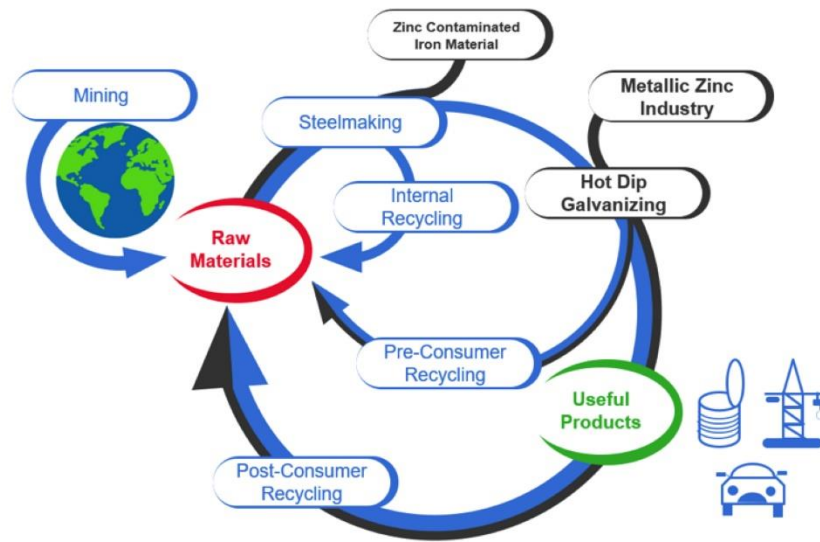 Zinc Contaminated
Iron Material
Mining
Metallic Zinc
Industry
Steelmaking
Internal
Recycling
Hot Dip
Galvanizing
Raw
Materials
Pre-Consumer
Recycling
Useful
Products
Post-Consumer
Recycling